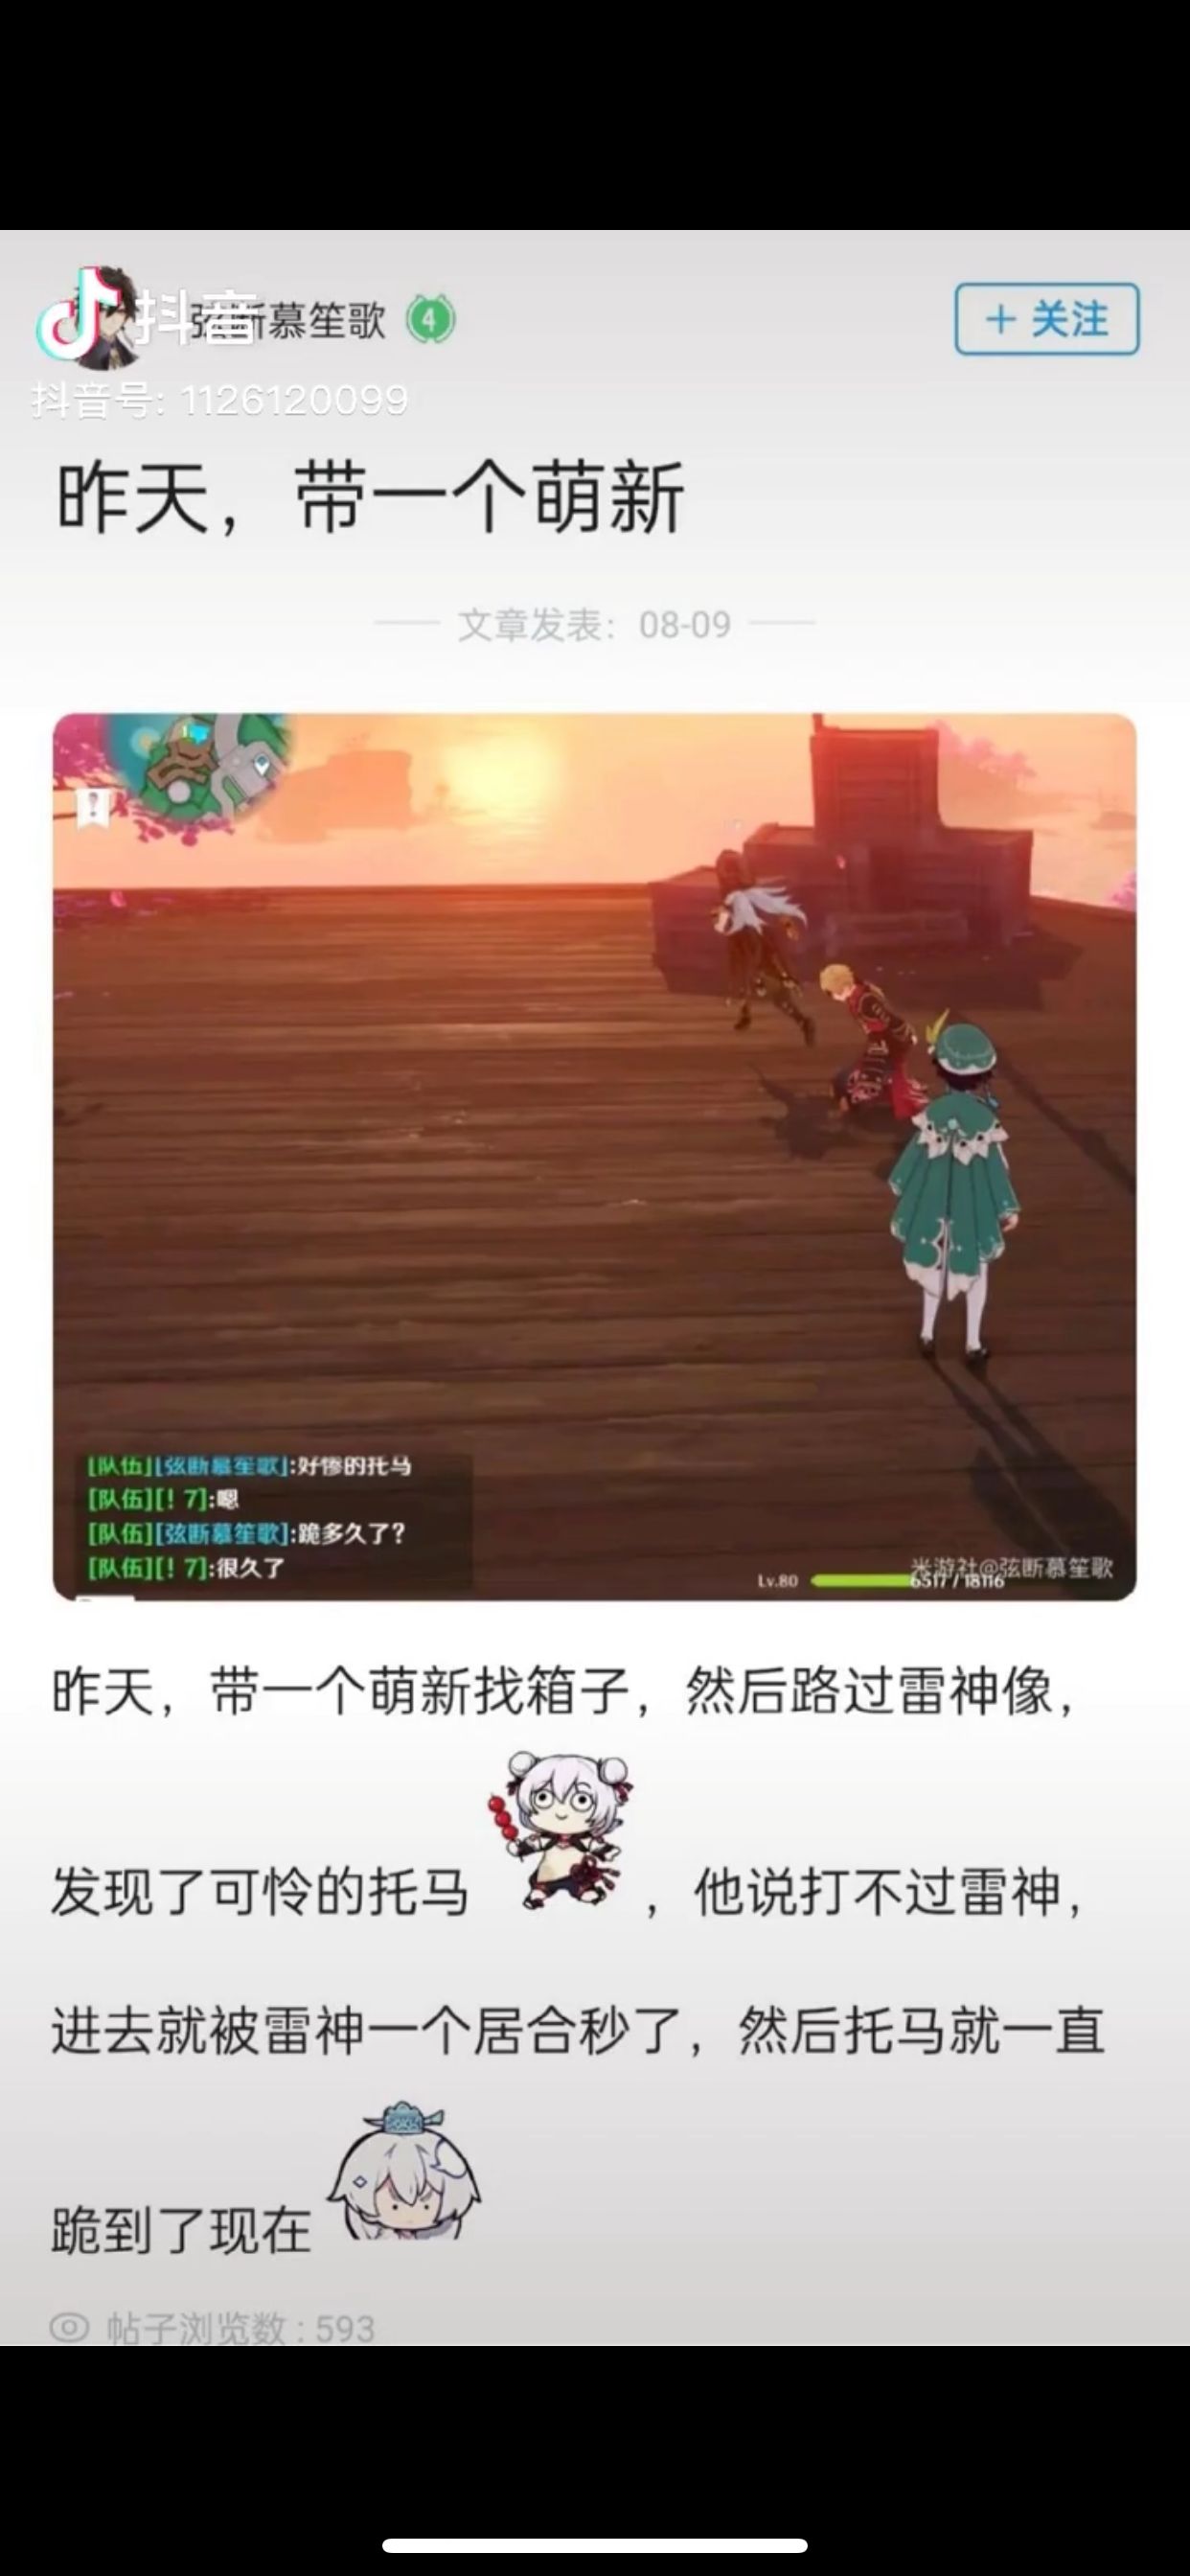 抖音
弦断慕笙歌 4
+ 关注
抖音号: 1126120099
昨天，带一个萌新
文章发表：08-09
[队伍][弦断慕笙歌]:好惨的托马
[队伍][! 7]:嗯
[队伍][弦断慕笙歌]:跪多久了?
[队伍][! 7]:很久了
米游社@弦断慕笙歌
Lv.80 6517 / 18116
昨天，带一个萌新找箱子，然后路过雷神像，
发现了可怜的托马，他说打不过雷神，
进去就被雷神一个居合秒了，然后托马就一直
跪到了现在
帖子浏览数 : 593